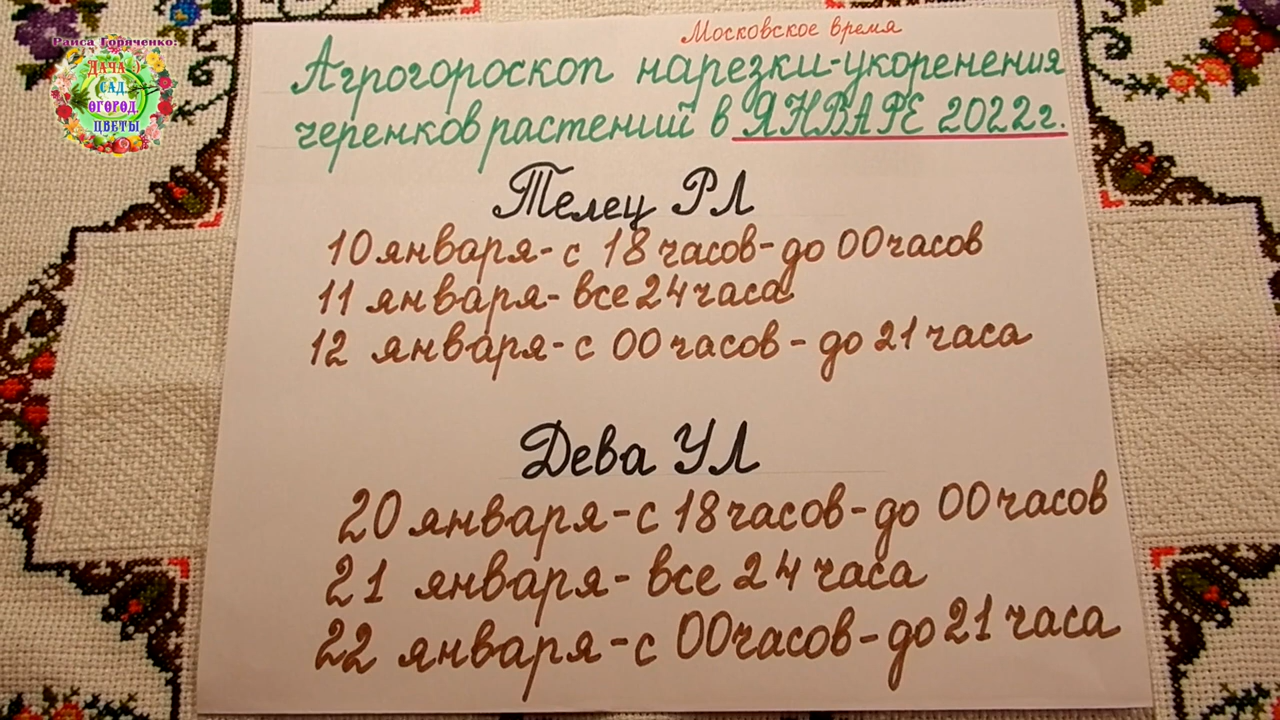 Раиса Горяченко.
ДАЧА
САД
ОГОРОД
ЦВЕТЫ
Московское время
Агрогороскоп нарезки-укоренения
черенков растений в ЯНВАРЕ 2022г.
Телец РЛ
10 января - с 18 часов - до 00 часов
11 января - все 24 часа
12 января - с 00 часов - до 21 часа
Дева УЛ
20 января - с 18 часов - до 00 часов
21 января - все 24 часа
22 января - с 00 часов - до 21 часа